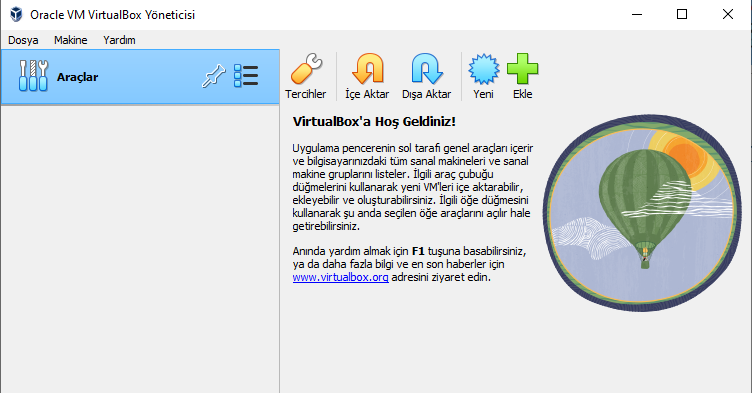 Oracle VM VirtualBox Yöneticisi
Dosya Makine Yardım
Araçlar
Tercihler İçe Aktar Dışa Aktar Yeni Ekle
VirtualBox'a Hoş Geldiniz!
Uygulama pencerenin sol tarafı genel araçları içerir
ve bilgisayarınızdaki tüm sanal makineleri ve sanal
makine gruplarını listeler. İlgili araç çubuğu
düğmelerini kullanarak yeni VM'leri içe aktarabilir,
ekleyebilir ve oluşturabilirsiniz. İlgili öğe düğmesini
kullanarak şu anda seçilen öğe araçlarını açılır hale
getirebilirsiniz.
Anında yardım almak için F1 tuşuna basabilirsiniz,
ya da daha fazla bilgi ve en son haberler için
www.virtualbox.org adresini ziyaret edin.